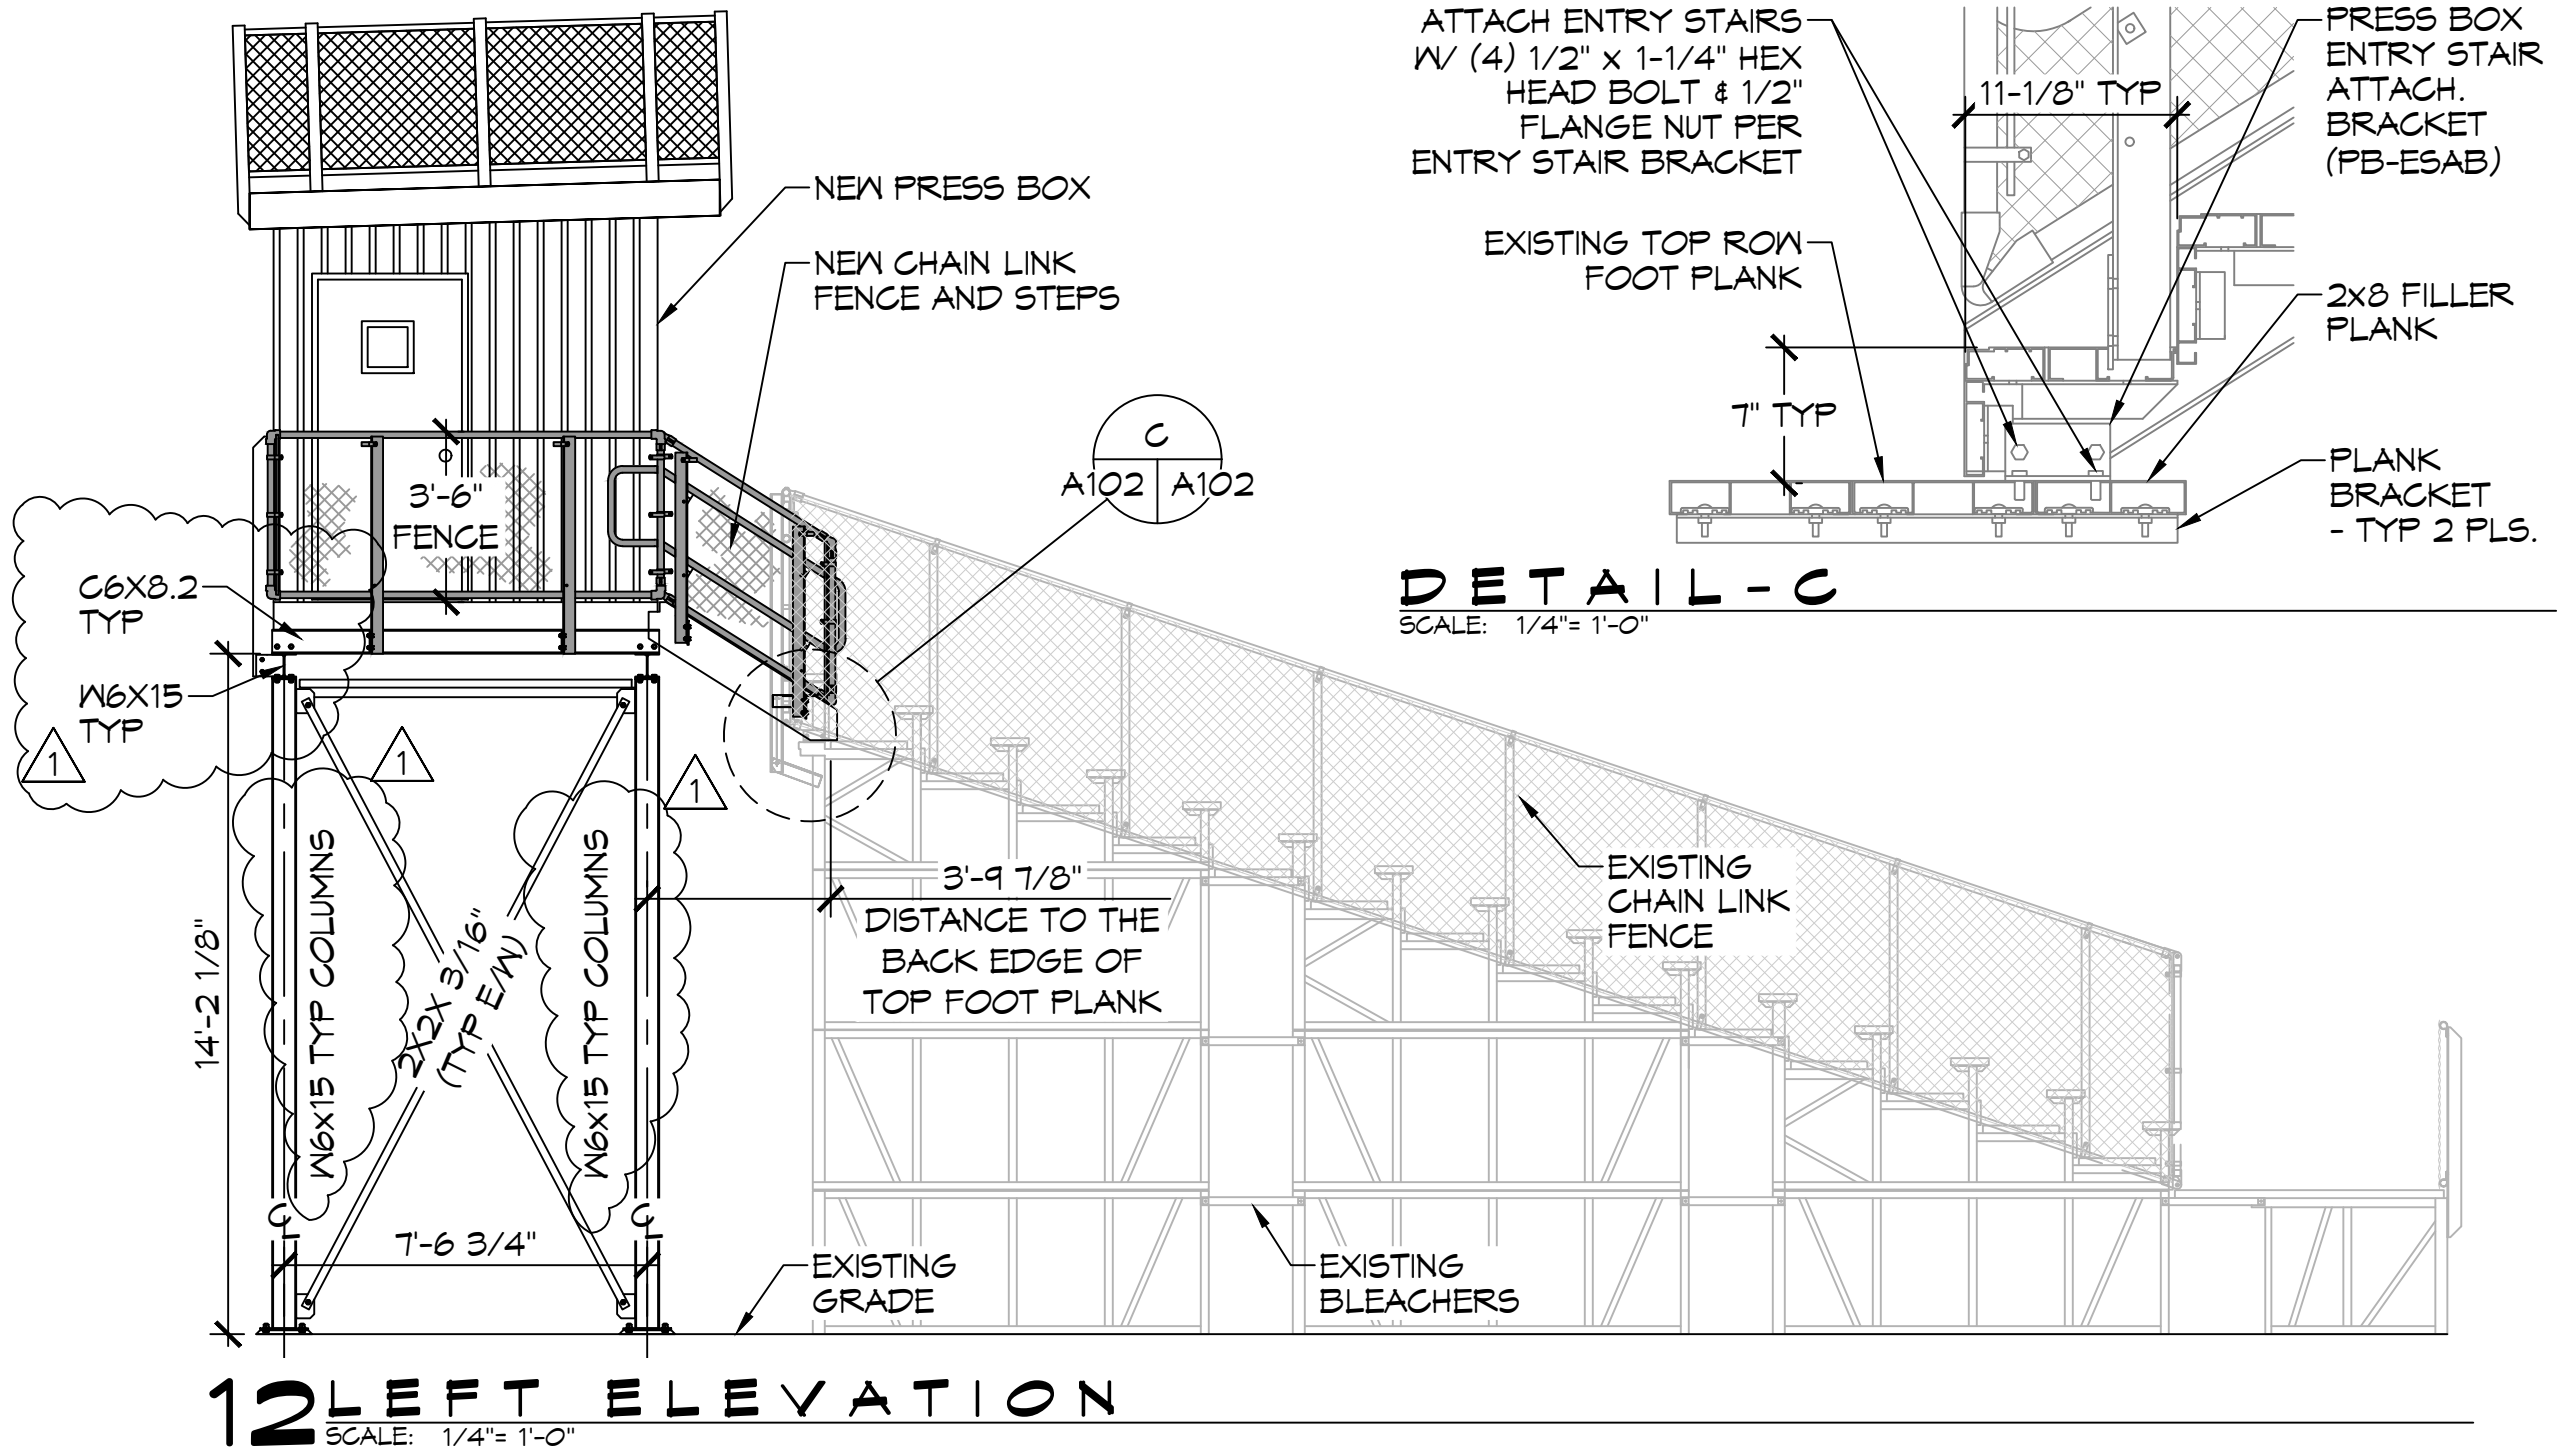 NEW PRESS BOX
NEW CHAIN LINK
FENCE AND STEPS
3'-6"
FENCE
C6X8.2
TYP
W6X15
TYP
1
1
1
C
A102
A102
W6x15 TYP COLUMNS
W6x15 TYP COLUMNS
2X2X 3/16"
(TYP E/W)
14'-2 1/8"
3'-9 7/8"
DISTANCE TO THE
BACK EDGE OF
TOP FOOT PLANK
EXISTING
CHAIN LINK
FENCE
CL
CL
7'-6 3/4"
EXISTING
GRADE
EXISTING
BLEACHERS
12 LEFT ELEVATION
SCALE: 1/4"= 1'-0"
ATTACH ENTRY STAIRS
W/ (4) 1/2" x 1-1/4" HEX
HEAD BOLT & 1/2"
FLANGE NUT PER
ENTRY STAIR BRACKET
PRESS BOX
ENTRY STAIR
ATTACH.
BRACKET
(PB-ESAB)
11-1/8" TYP
EXISTING TOP ROW
FOOT PLANK
2x8 FILLER
PLANK
7" TYP
PLANK
BRACKET
- TYP 2 PLS.
DETAIL-C
SCALE: 1/4"= 1'-0"